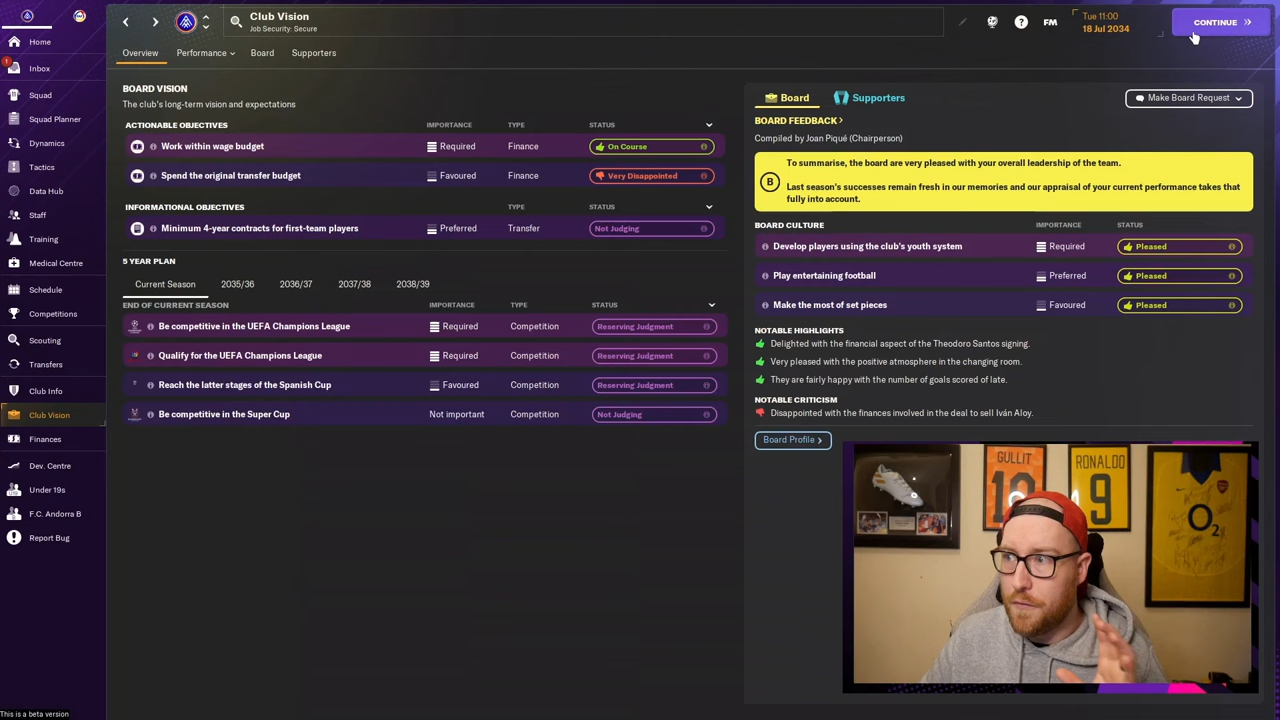 Club Vision
Job Security: Secure
FM
Tue 11:00
18 Jul 2034
CONTINUE
Home
1
Inbox
Squad
Squad Planner
Dynamics
Tactics
Data Hub
Staff
Training
Medical Centre
Schedule
Competitions
Scouting
Transfers
Club Info
Club Vision
Finances
Dev. Centre
Under 19s
F.C. Andorra B
Report Bug
This is a beta version
Overview
Performance
Board
Supporters
BOARD VISION
The club's long-term vision and expectations
ACTIONABLE OBJECTIVES IMPORTANCE TYPE STATUS
Work within wage budget Required Finance On Course
Spend the original transfer budget Favoured Finance Very Disappointed
INFORMATIONAL OBJECTIVES IMPORTANCE TYPE STATUS
Minimum 4-year contracts for first-team players Preferred Transfer Not Judging
5 YEAR PLAN
Current Season 2035/36 2036/37 2037/38 2038/39
END OF CURRENT SEASON IMPORTANCE TYPE STATUS
Be competitive in the UEFA Champions League Required Competition Reserving Judgment
Qualify for the UEFA Champions League Required Competition Reserving Judgment
Reach the latter stages of the Spanish Cup Favoured Competition Reserving Judgment
Be competitive in the Super Cup Not important Competition Not Judging
Board Supporters
Make Board Request
BOARD FEEDBACK >
Compiled by Joan Piqué (Chairperson)
B
To summarise, the board are very pleased with your overall leadership of the team.
Last season's successes remain fresh in our memories and our appraisal of your current performance takes that
fully into account.
BOARD CULTURE IMPORTANCE STATUS
Develop players using the club's youth system Required Pleased
Play entertaining football Preferred Pleased
Make the most of set pieces Favoured Pleased
NOTABLE HIGHLIGHTS
Delighted with the financial aspect of the Theodoro Santos signing.
Very pleased with the positive atmosphere in the changing room.
They are fairly happy with the number of goals scored of late.
NOTABLE CRITICISM
Disappointed with the finances involved in the deal to sell Iván Aloy.
Board Profile >
GULLIT
10
RONALDO
9
O2